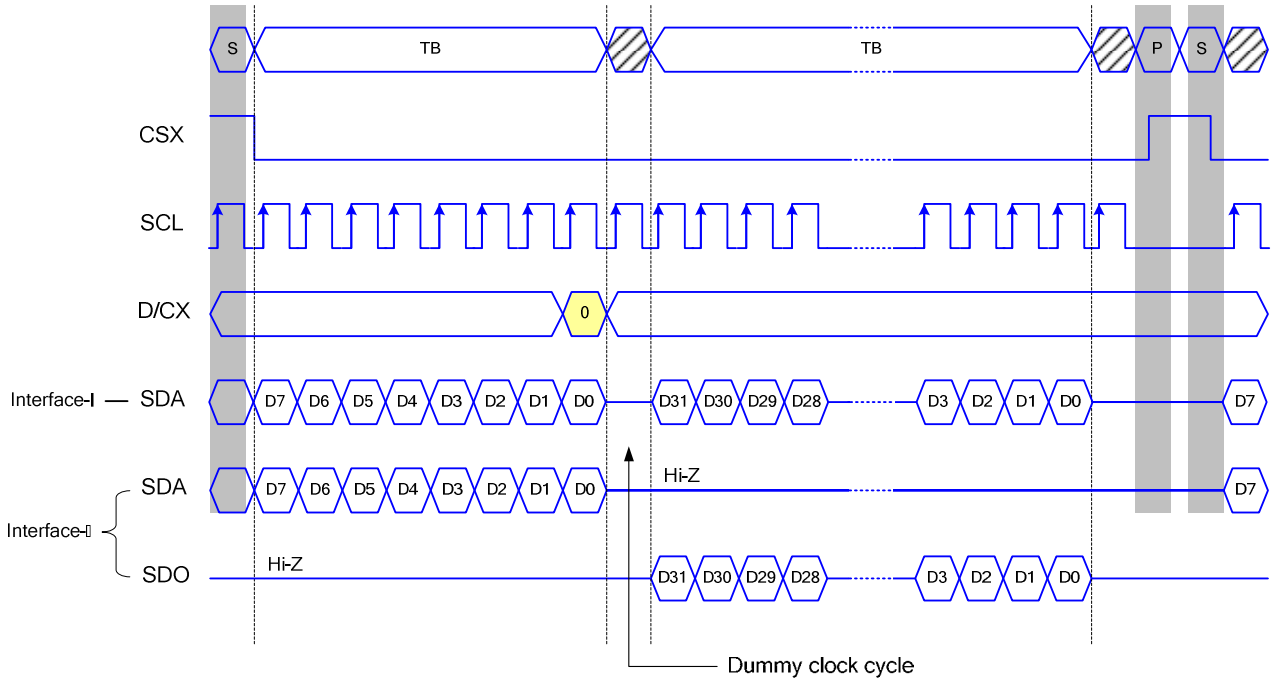 S TB TB P S
CSX
SCL
D/CX 0
Interface-I SDA D7 D6 D5 D4 D3 D2 D1 D0 D31 D30 D29 D28 D3 D2 D1 D0 D7
SDA D7 D6 D5 D4 D3 D2 D1 D0 Hi-Z D7
Interface-▯
SDO Hi-Z D31 D30 D29 D28 D3 D2 D1 D0
Dummy clock cycle